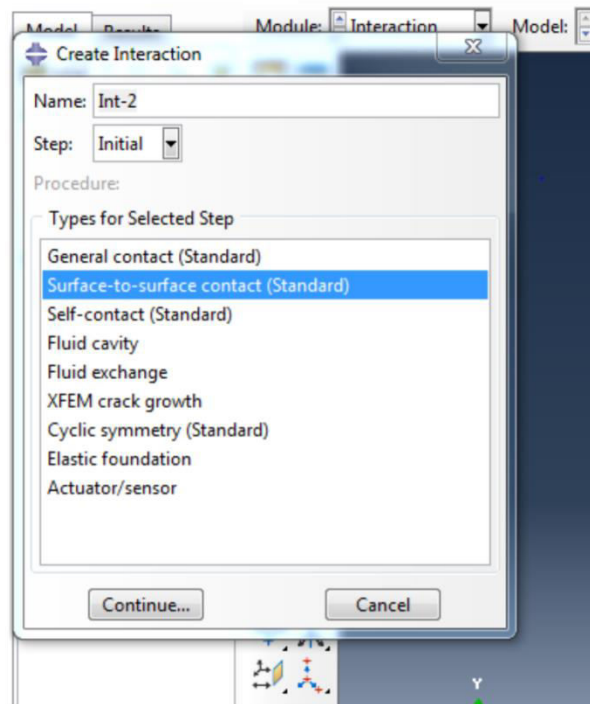 Model Results Module: Interaction Model:
Create Interaction
Name: Int-2
Step: Initial
Procedure:
Types for Selected Step
General contact (Standard)
Surface-to-surface contact (Standard)
Self-contact (Standard)
Fluid cavity
Fluid exchange
XFEM crack growth
Cyclic symmetry (Standard)
Elastic foundation
Actuator/sensor
Continue... Cancel
Y